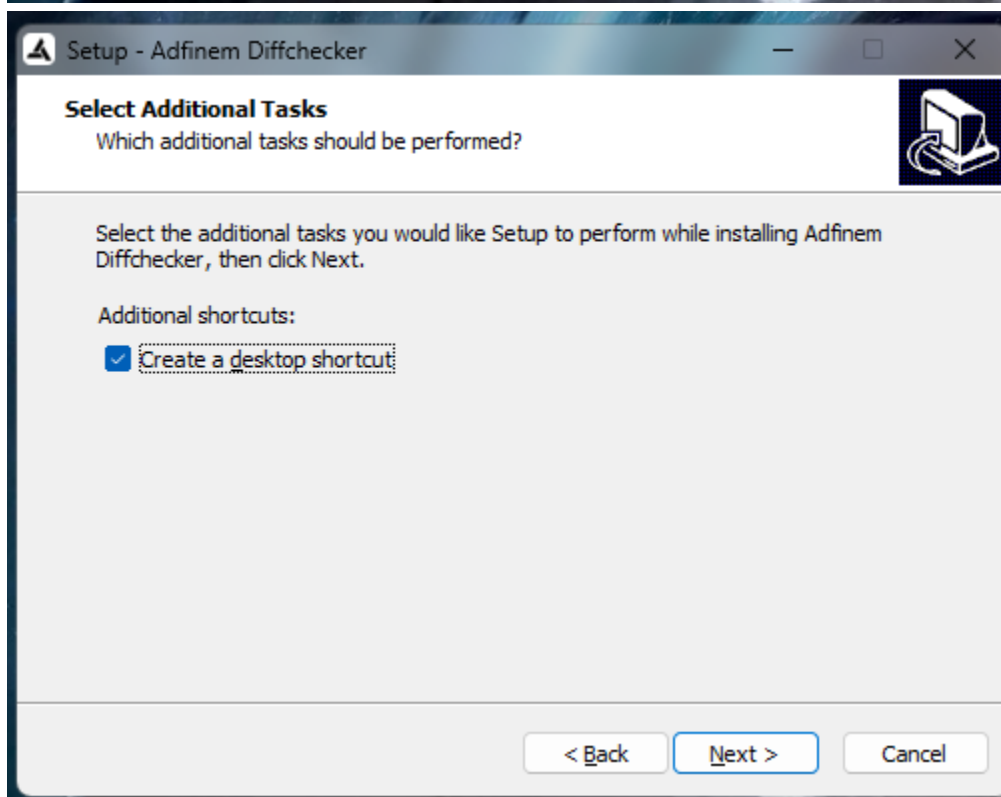 Setup - Adfinem Diffchecker
Select Additional Tasks
Which additional tasks should be performed?
Select the additional tasks you would like Setup to perform while installing Adfinem
Diffchecker, then click Next.
Additional shortcuts:
Create a desktop shortcut
< Back Next > Cancel